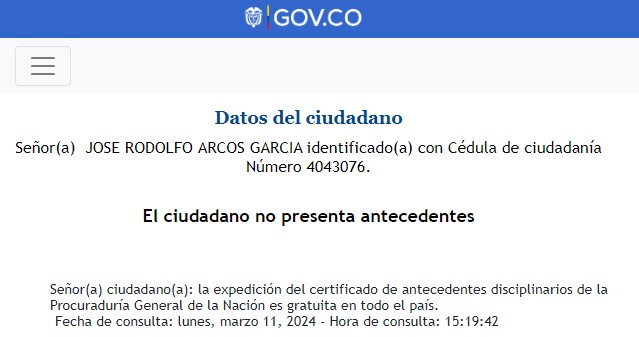 GOV.CO
Datos del ciudadano
Señor(a) JOSE RODOLFO ARCOS GARCIA identificado(a) con Cédula de ciudadanía
Número 4043076.
El ciudadano no presenta antecedentes
Señor(a) ciudadano(a): la expedición del certificado de antecedentes disciplinarios de la
Procuraduría General de la Nación es gratuita en todo el país.
Fecha de consulta: lunes, marzo 11, 2024 - Hora de consulta: 15:19:42